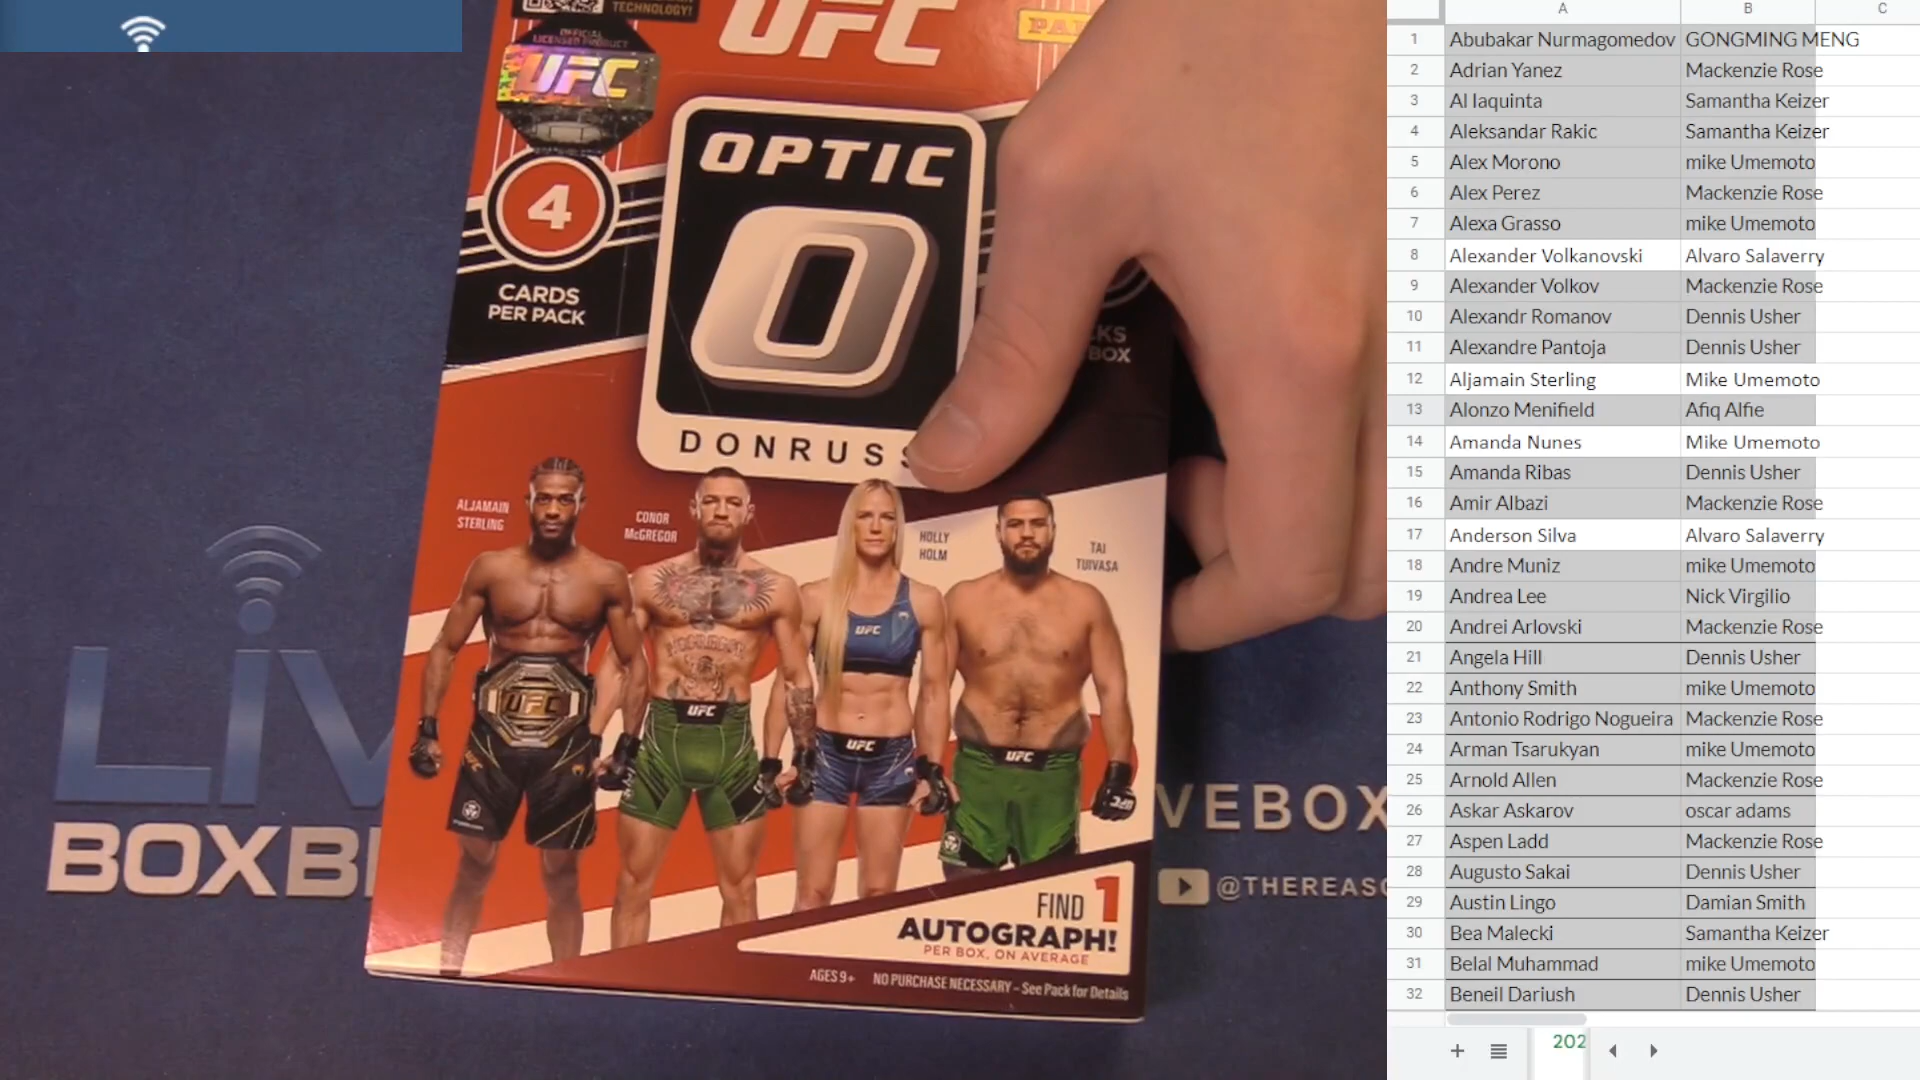 TECHNOLOGY!
OFFICIAL
LICENSED PRODUCT
UFC
UFC
OPTIC
4
CARDS
PER PACK
BOX
DONRUSS
ALJAMAIN
STERLING
CONOR
McGREGOR
HOLLY
HOLM
TAI
TUIVASA
UFC
UFC
UFC
UFC
UFC
FIND 1
AUTOGRAPH!
PER BOX, ON AVERAGE
AGES 9+ NO PURCHASE NECESSARY – See Pack for Details
LIV
BOXB
VEBOX
@THEREAS
A B C
1 Abubakar Nurmagomedov GONGMING MENG
2 Adrian Yanez Mackenzie Rose
3 Al Iaquinta Samantha Keizer
4 Aleksandar Rakic Samantha Keizer
5 Alex Morono mike Umemoto
6 Alex Perez Mackenzie Rose
7 Alexa Grasso mike Umemoto
8 Alexander Volkanovski Alvaro Salaverry
9 Alexander Volkov Mackenzie Rose
10 Alexandr Romanov Dennis Usher
11 Alexandre Pantoja Dennis Usher
12 Aljamain Sterling Mike Umemoto
13 Alonzo Menifield Afiq Alfie
14 Amanda Nunes Mike Umemoto
15 Amanda Ribas Dennis Usher
16 Amir Albazi Mackenzie Rose
17 Anderson Silva Alvaro Salaverry
18 Andre Muniz mike Umemoto
19 Andrea Lee Nick Virgilio
20 Andrei Arlovski Mackenzie Rose
21 Angela Hill Dennis Usher
22 Anthony Smith mike Umemoto
23 Antonio Rodrigo Nogueira Mackenzie Rose
24 Arman Tsarukyan mike Umemoto
25 Arnold Allen Mackenzie Rose
26 Askar Askarov oscar adams
27 Aspen Ladd Mackenzie Rose
28 Augusto Sakai Dennis Usher
29 Austin Lingo Damian Smith
30 Bea Malecki Samantha Keizer
31 Belal Muhammad mike Umemoto
32 Beneil Dariush Dennis Usher
202